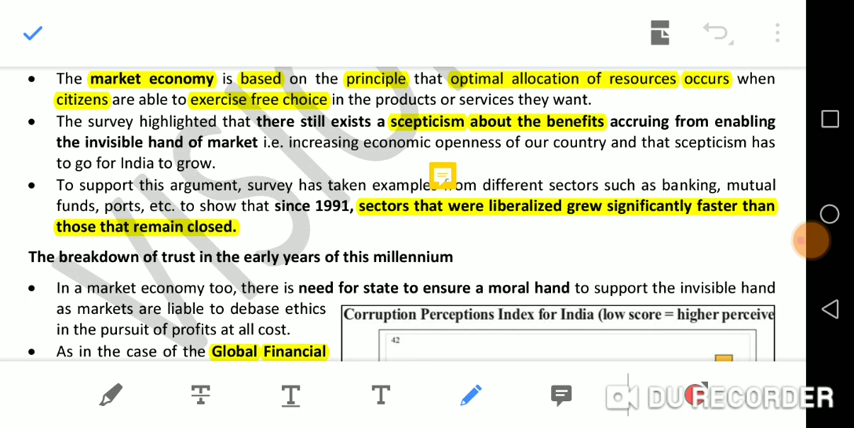 • The market economy is based on the principle that optimal allocation of resources occurs when
citizens are able to exercise free choice in the products or services they want.
• The survey highlighted that there still exists a scepticism about the benefits accruing from enabling
the invisible hand of market i.e. increasing economic openness of our country and that scepticism has
to go for India to grow.
• To support this argument, survey has taken example from different sectors such as banking, mutual
funds, ports, etc. to show that since 1991, sectors that were liberalized grew significantly faster than
those that remain closed.
The breakdown of trust in the early years of this millennium
• In a market economy too, there is need for state to ensure a moral hand to support the invisible hand
as markets are liable to debase ethics
in the pursuit of profits at all cost.
• As in the case of the Global Financial
Corruption Perceptions Index for India (low score = higher perceive
42
T T T
DU RECORDER